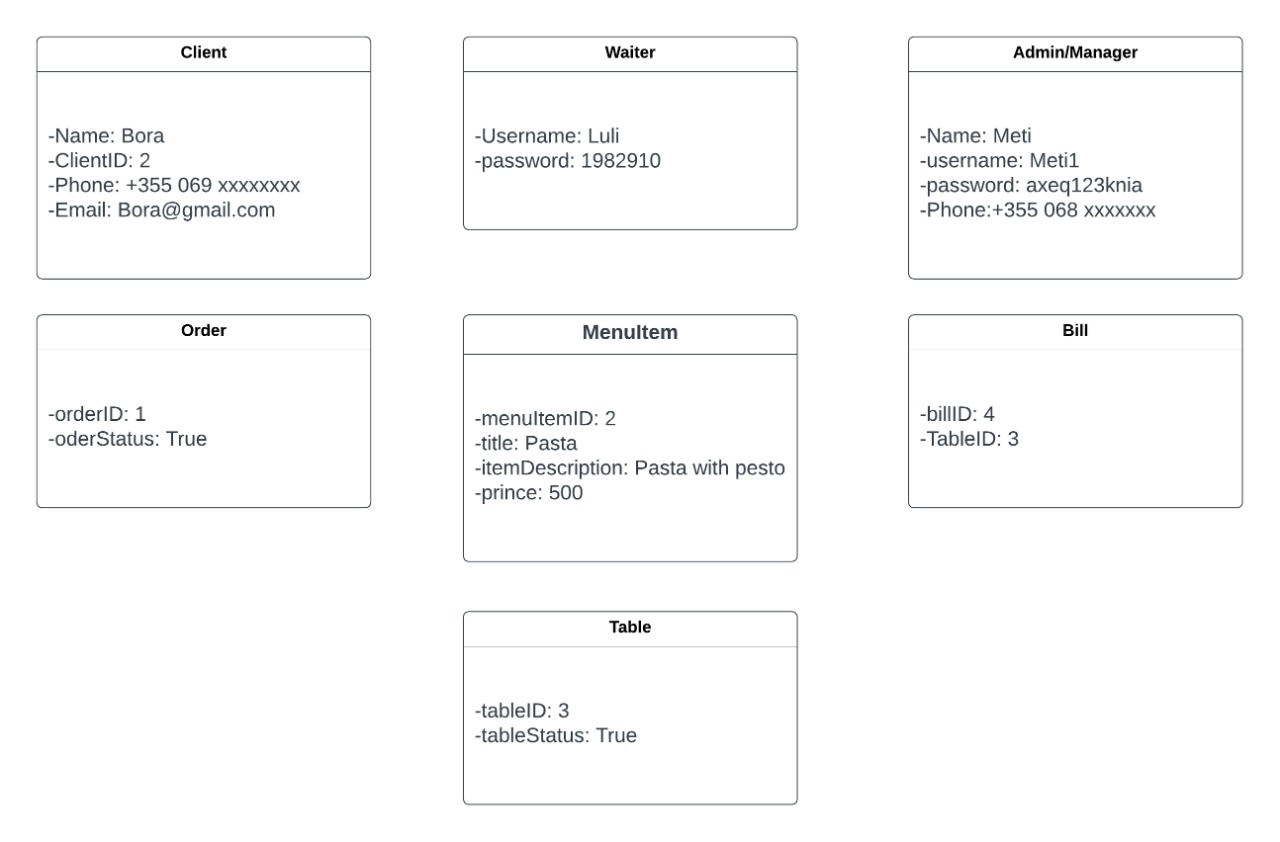 Client
-Name: Bora
-ClientID: 2
-Phone: +355 069 xxxxxxxx
-Email: Bora@gmail.com
Waiter
-Username: Luli
-password: 1982910
Admin/Manager
-Name: Meti
-username: Meti1
-password: axeq123knia
-Phone:+355 068 xxxxxxx
Order
-orderID: 1
-oderStatus: True
MenuItem
-menuItemID: 2
-title: Pasta
-itemDescription: Pasta with pesto
-prince: 500
Bill
-billID: 4
-TableID: 3
Table
-tableID: 3
-tableStatus: True